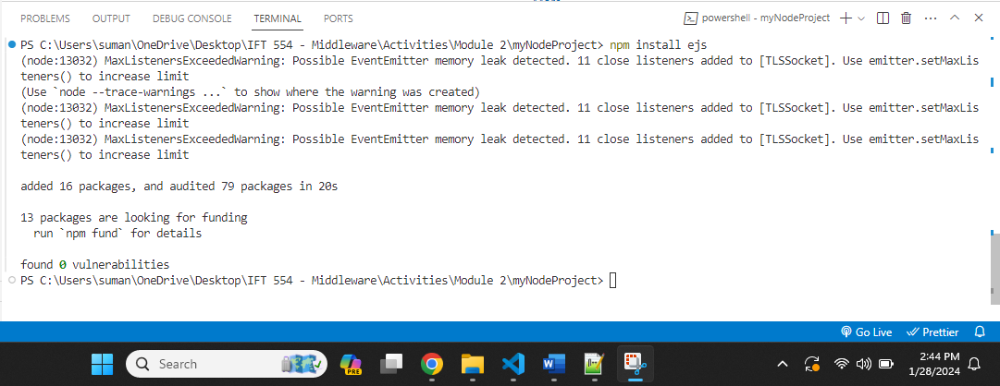 PROBLEMS OUTPUT DEBUG CONSOLE TERMINAL PORTS powershell - myNodeProject
PS C:\Users\suman\OneDrive\Desktop\IFT 554 - Middleware\Activities\Module 2\myNodeProject> npm install ejs
(node:13032) MaxListenersExceededWarning: Possible EventEmitter memory leak detected. 11 close listeners added to [TLSSocket]. Use emitter.setMaxLis
teners() to increase limit
(Use `node --trace-warnings ...` to show where the warning was created)
(node:13032) MaxListenersExceededWarning: Possible EventEmitter memory leak detected. 11 close listeners added to [TLSSocket]. Use emitter.setMaxLis
teners() to increase limit
(node:13032) MaxListenersExceededWarning: Possible EventEmitter memory leak detected. 11 close listeners added to [TLSSocket]. Use emitter.setMaxLis
teners() to increase limit
added 16 packages, and audited 79 packages in 20s
13 packages are looking for funding
run `npm fund` for details
found 0 vulnerabilities
PS C:\Users\suman\OneDrive\Desktop\IFT 554 - Middleware\Activities\Module 2\myNodeProject>
Go Live Prettier
Search PRE 2:44 PM
1/28/2024